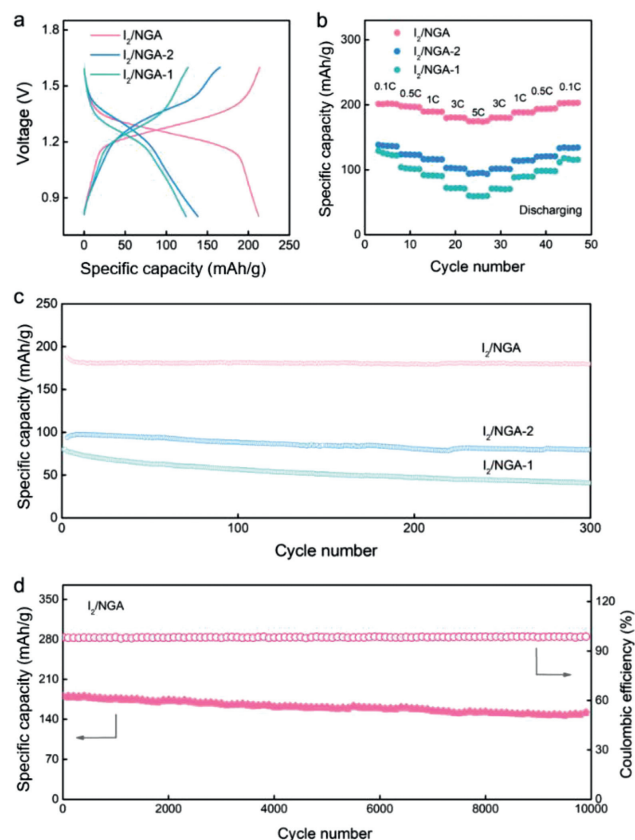 a
I₂/NGA
I₂/NGA-2
I₂/NGA-1
Voltage (V)
1.8
1.5
1.2
0.9
0 50 100 150 200 250
Specific capacity (mAh/g)
b
I₂/NGA
I₂/NGA-2
I₂/NGA-1
Specific capacity (mAh/g)
300
200
100
0
0.1C 0.5C 1C 3C 5C 3C 1C 0.5C 0.1C
Discharging
0 10 20 30 40 50
Cycle number
c
Specific capacity (mAh/g)
250
200
150
100
50
0
I₂/NGA
I₂/NGA-2
I₂/NGA-1
0 100 200 300
Cycle number
d
I₂/NGA
Specific capacity (mAh/g)
350
280
210
140
70
0
Coulombic efficiency (%)
120
90
60
30
0
0 2000 4000 6000 8000 10000
Cycle number